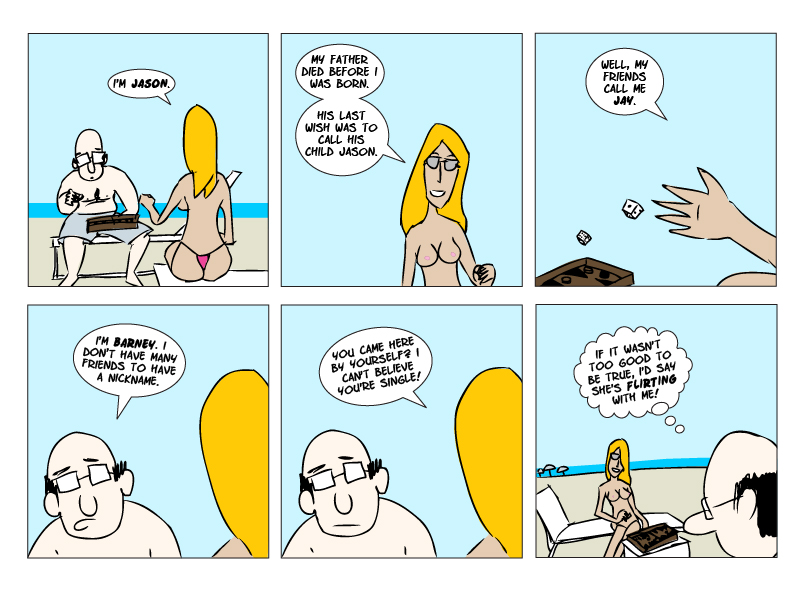 I'M JASON.
MY FATHER
DIED BEFORE I
WAS BORN.
HIS LAST
WISH WAS TO
CALL HIS
CHILD JASON.
WELL, MY
FRIENDS
CALL ME
JAY.
I'M BARNEY. I
DON'T HAVE MANY
FRIENDS TO HAVE
A NICKNAME.
YOU CAME HERE
BY YOURSELF? I
CAN'T BELIEVE
YOU'RE SINGLE!
IF IT WASN'T
TOO GOOD TO
BE TRUE, I'D SAY
SHE'S FLIRTING
WITH ME!